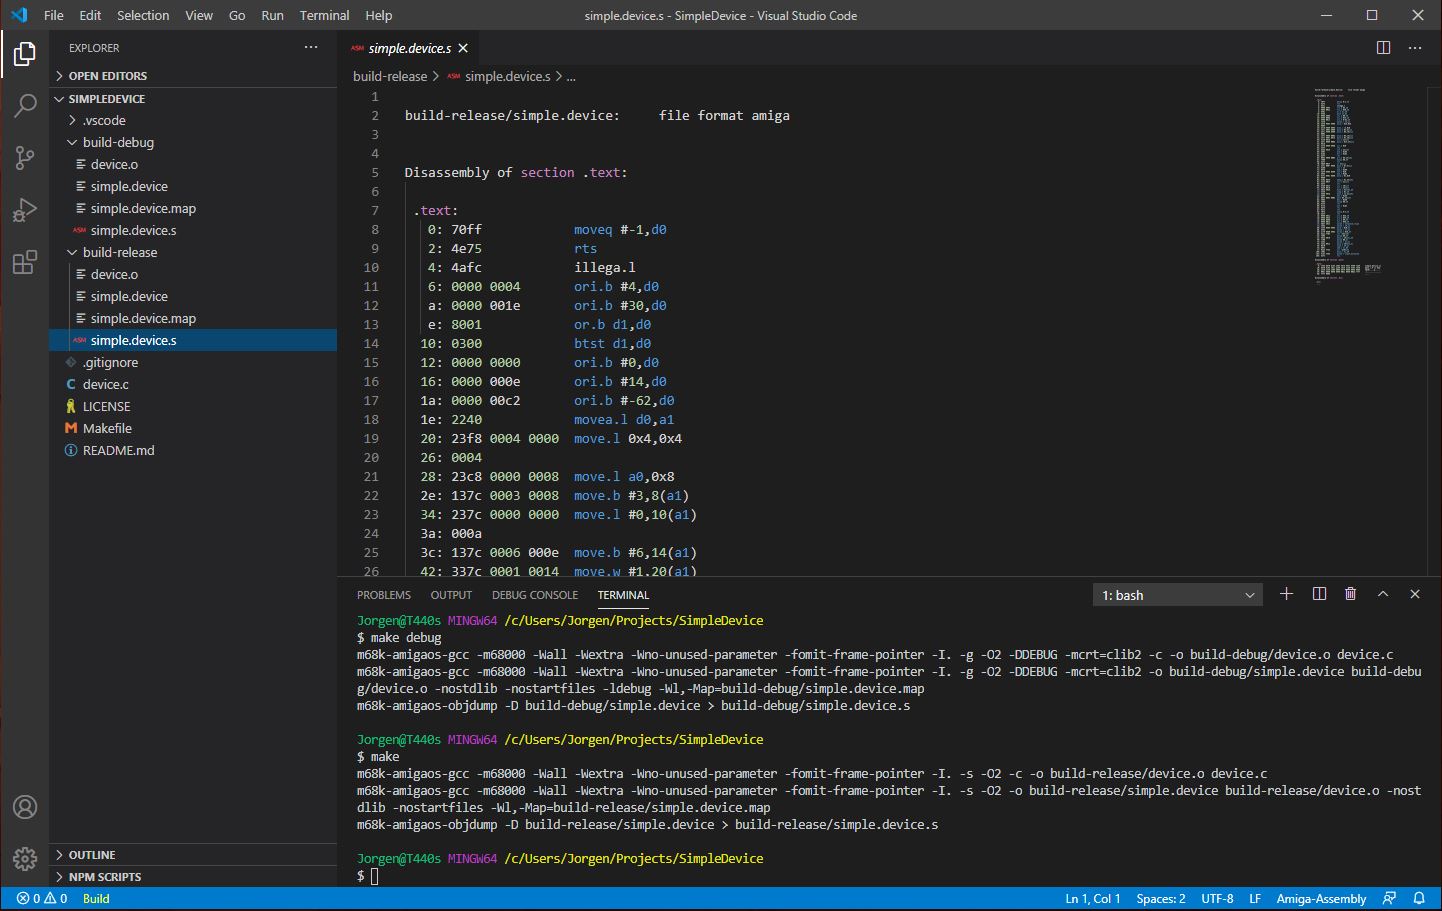 File Edit Selection View Go Run Terminal Help simple.device.s - SimpleDevice - Visual Studio Code
EXPLORER
OPEN EDITORS
SIMPLEDEVICE
.vscode
build-debug
device.o
simple.device
simple.device.map
ASM simple.device.s
build-release
device.o
simple.device
simple.device.map
ASM simple.device.s
.gitignore
C device.c
LICENSE
M Makefile
README.md
OUTLINE
NPM SCRIPTS
ASM simple.device.s
build-release > ASM simple.device.s > ...
1
2 build-release/simple.device:     file format amiga
3
4
5 Disassembly of section .text:
6
7 .text:
8 0: 70ff moveq #-1,d0
9 2: 4e75 rts
10 4: 4afc illega.l
11 6: 0000 0004 ori.b #4,d0
12 a: 0000 001e ori.b #30,d0
13 e: 8001 or.b d1,d0
14 10: 0300 btst d1,d0
15 12: 0000 0000 ori.b #0,d0
16 16: 0000 000e ori.b #14,d0
17 1a: 0000 00c2 ori.b #-62,d0
18 1e: 2240 movea.l d0,a1
19 20: 23f8 0004 0000 move.l 0x4,0x4
20 26: 0004
21 28: 23c8 0000 0008 move.l a0,0x8
22 2e: 137c 0003 0008 move.b #3,8(a1)
23 34: 237c 0000 0000 move.l #0,10(a1)
24 3a: 000a
25 3c: 137c 0006 000e move.b #6,14(a1)
26 42: 337c 0001 0014 move.w #1,20(a1)
PROBLEMS OUTPUT DEBUG CONSOLE TERMINAL 1: bash
Jorgen@T440s MINGW64 /c/Users/Jorgen/Projects/SimpleDevice
$ make debug
m68k-amigaos-gcc -m68000 -Wall -Wextra -Wno-unused-parameter -fomit-frame-pointer -I. -g -O2 -DDEBUG -mcrt=clib2 -c -o build-debug/device.o device.c
m68k-amigaos-gcc -m68000 -Wall -Wextra -Wno-unused-parameter -fomit-frame-pointer -I. -g -O2 -DDEBUG -mcrt=clib2 -o build-debug/simple.device build-debu
g/device.o -nostdlib -nostartfiles -ldebug -Wl,-Map=build-debug/simple.device.map
m68k-amigaos-objdump -D build-debug/simple.device > build-debug/simple.device.s
Jorgen@T440s MINGW64 /c/Users/Jorgen/Projects/SimpleDevice
$ make
m68k-amigaos-gcc -m68000 -Wall -Wextra -Wno-unused-parameter -fomit-frame-pointer -I. -s -O2 -c -o build-release/device.o device.c
m68k-amigaos-gcc -m68000 -Wall -Wextra -Wno-unused-parameter -fomit-frame-pointer -I. -s -O2 -o build-release/simple.device build-release/device.o -nost
dlib -nostartfiles -Wl,-Map=build-release/simple.device.map
m68k-amigaos-objdump -D build-release/simple.device > build-release/simple.device.s
Jorgen@T440s MINGW64 /c/Users/Jorgen/Projects/SimpleDevice
$
0 0 Build Ln 1, Col 1 Spaces: 2 UTF-8 LF Amiga-Assembly